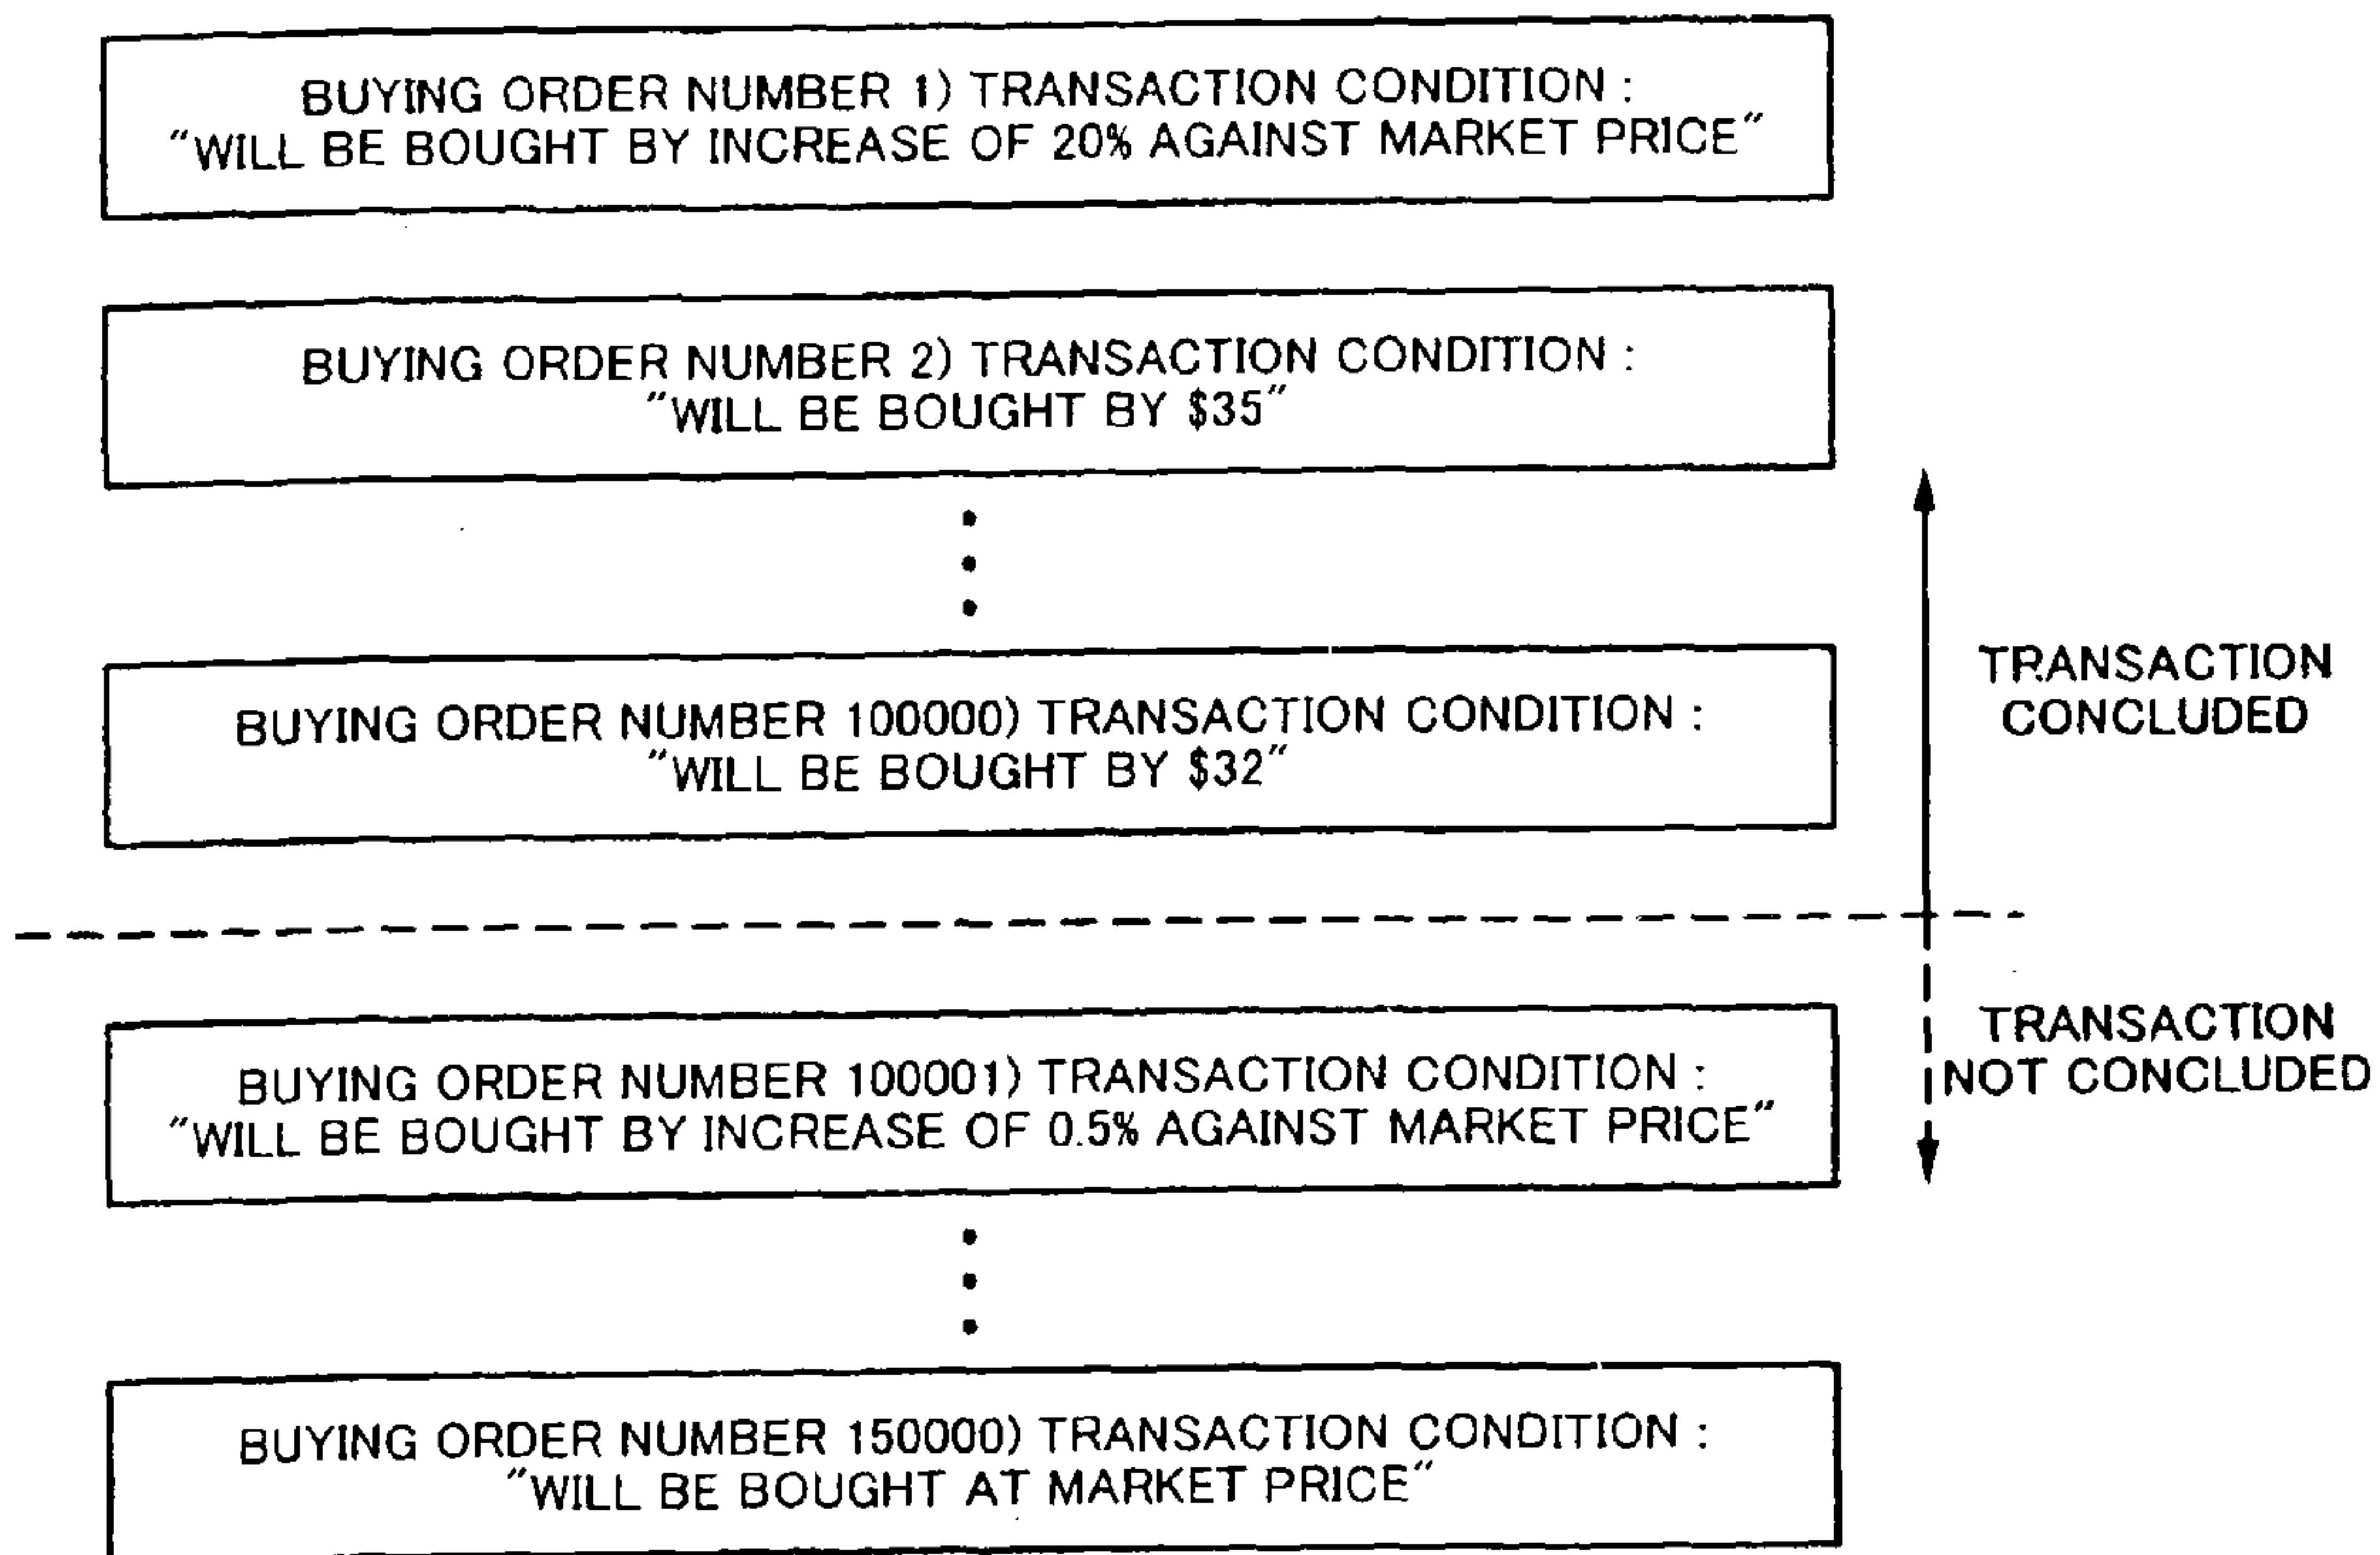 BUYING ORDER NUMBER 1) TRANSACTION CONDITION :
"WILL BE BOUGHT BY INCREASE OF 20% AGAINST MARKET PRICE"
BUYING ORDER NUMBER 2) TRANSACTION CONDITION :
"WILL BE BOUGHT BY $35"
BUYING ORDER NUMBER 100000) TRANSACTION CONDITION :
"WILL BE BOUGHT BY $32"
TRANSACTION
CONCLUDED
BUYING ORDER NUMBER 100001) TRANSACTION CONDITION :
"WILL BE BOUGHT BY INCREASE OF 0.5% AGAINST MARKET PRICE"
TRANSACTION
NOT CONCLUDED
BUYING ORDER NUMBER 150000) TRANSACTION CONDITION :
"WILL BE BOUGHT AT MARKET PRICE"